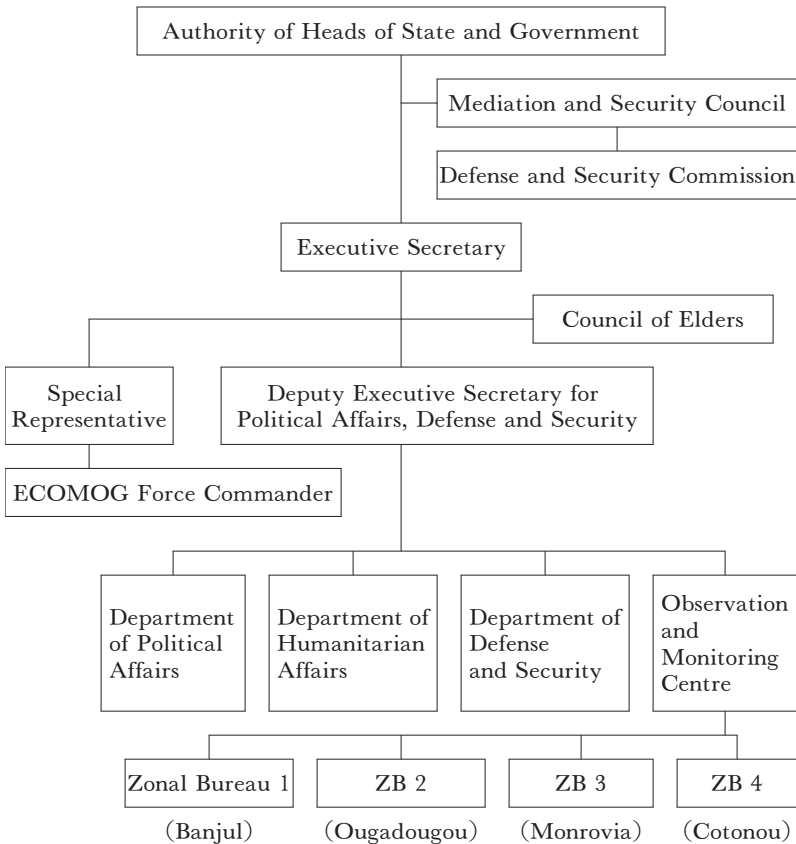 Authority of Heads of State and Government
Mediation and Security Council
Defense and Security Commission
Executive Secretary
Council of Elders
Special
Representative
Deputy Executive Secretary for
Political Affairs, Defense and Security
ECOMOG Force Commander
Department
of Political
Affairs
Department of
Humanitarian
Affairs
Department of
Defense
and Security
Observation
and
Monitoring
Centre
Zonal Bureau 1
ZB 2
ZB 3
ZB 4
(Banjul)
(Ougadougou)
(Monrovia)
(Cotonou)